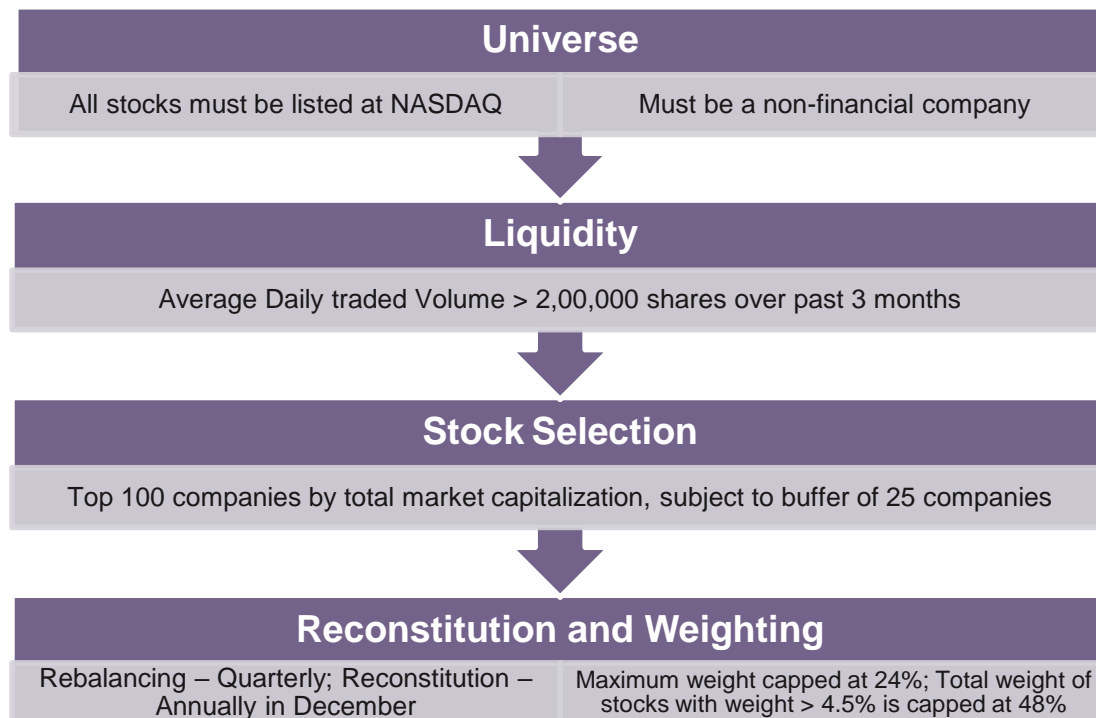 Universe
All stocks must be listed at NASDAQ
Must be a non-financial company
Liquidity
Average Daily traded Volume > 2,00,000 shares over past 3 months
Stock Selection
Top 100 companies by total market capitalization, subject to buffer of 25 companies
Reconstitution and Weighting
Rebalancing – Quarterly; Reconstitution –
Annually in December
Maximum weight capped at 24%; Total weight of
stocks with weight > 4.5% is capped at 48%